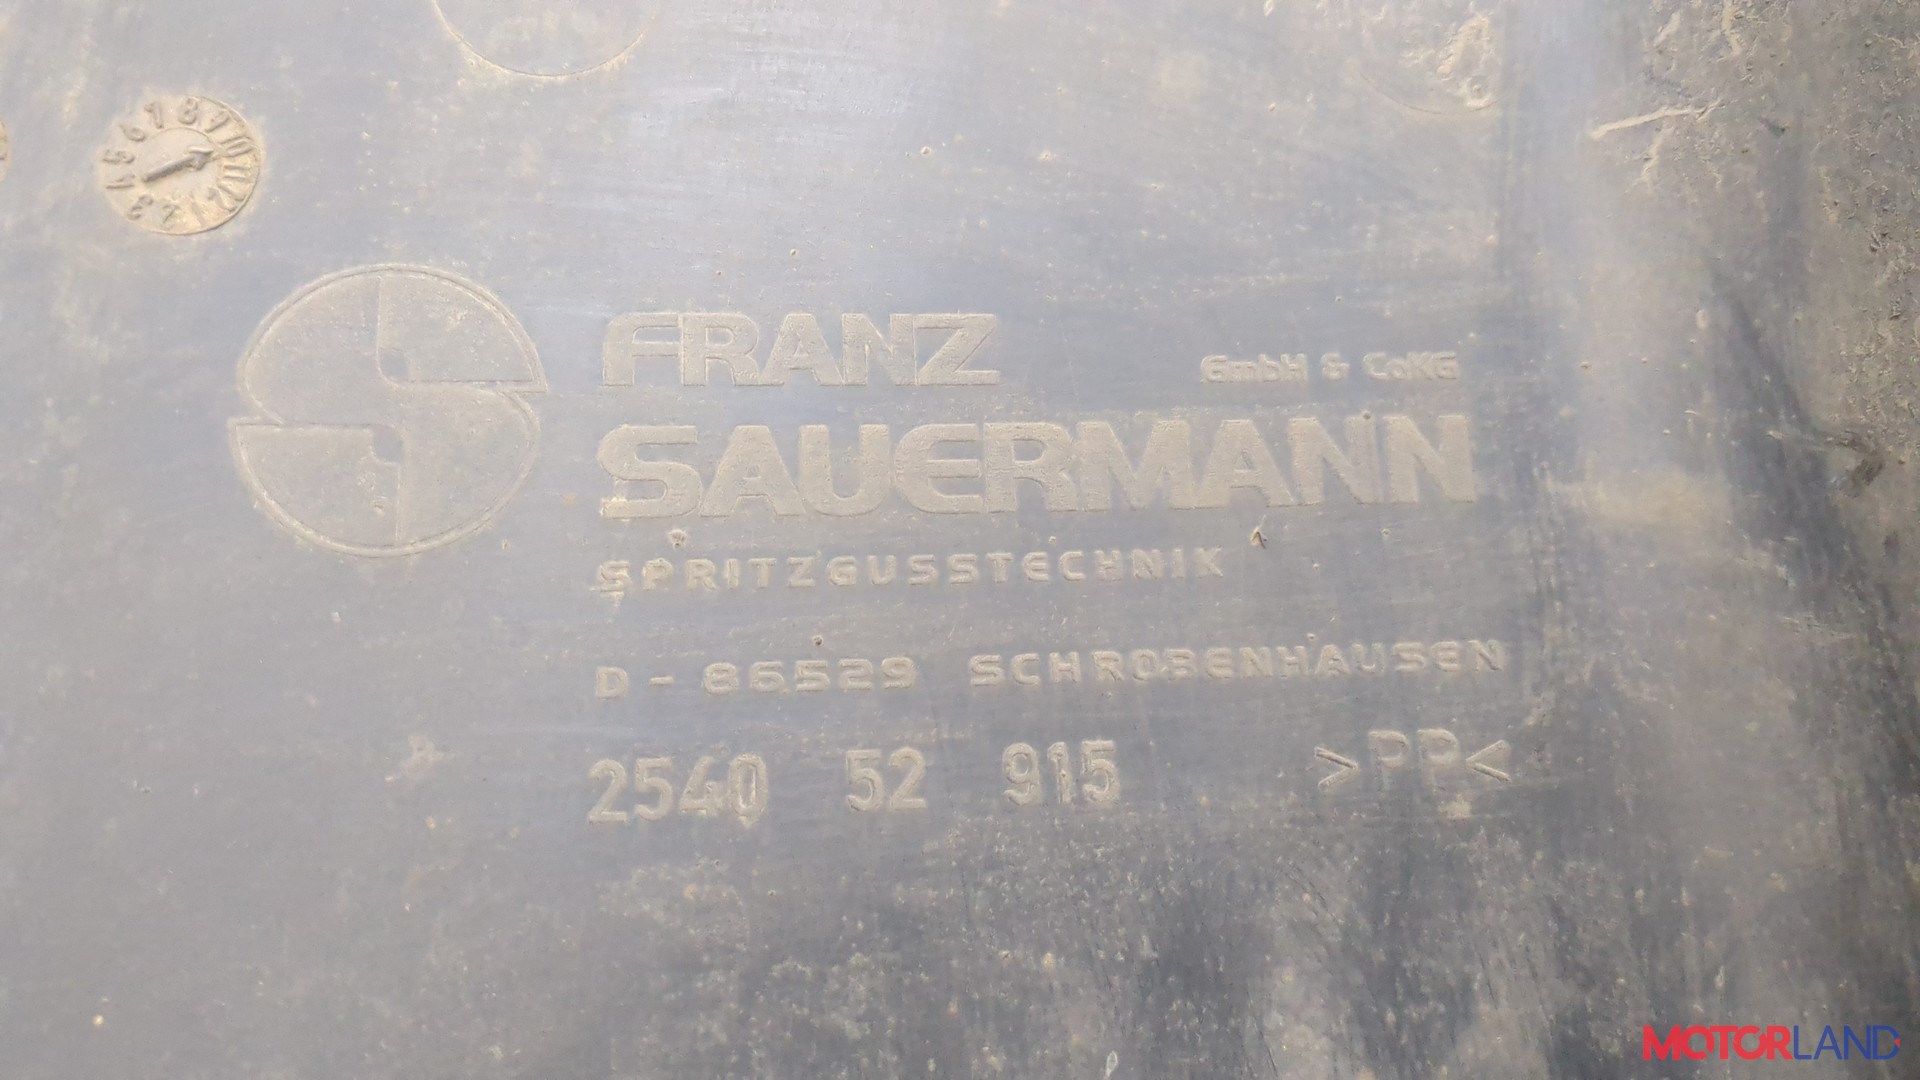 FRANZ GmbH & CoKG
SAUERMANN
SPRITZGUSSTECHNIK
D - 86529 SCHROBENHAUSEN
2540 52 915 >PP<
MOTORLAND